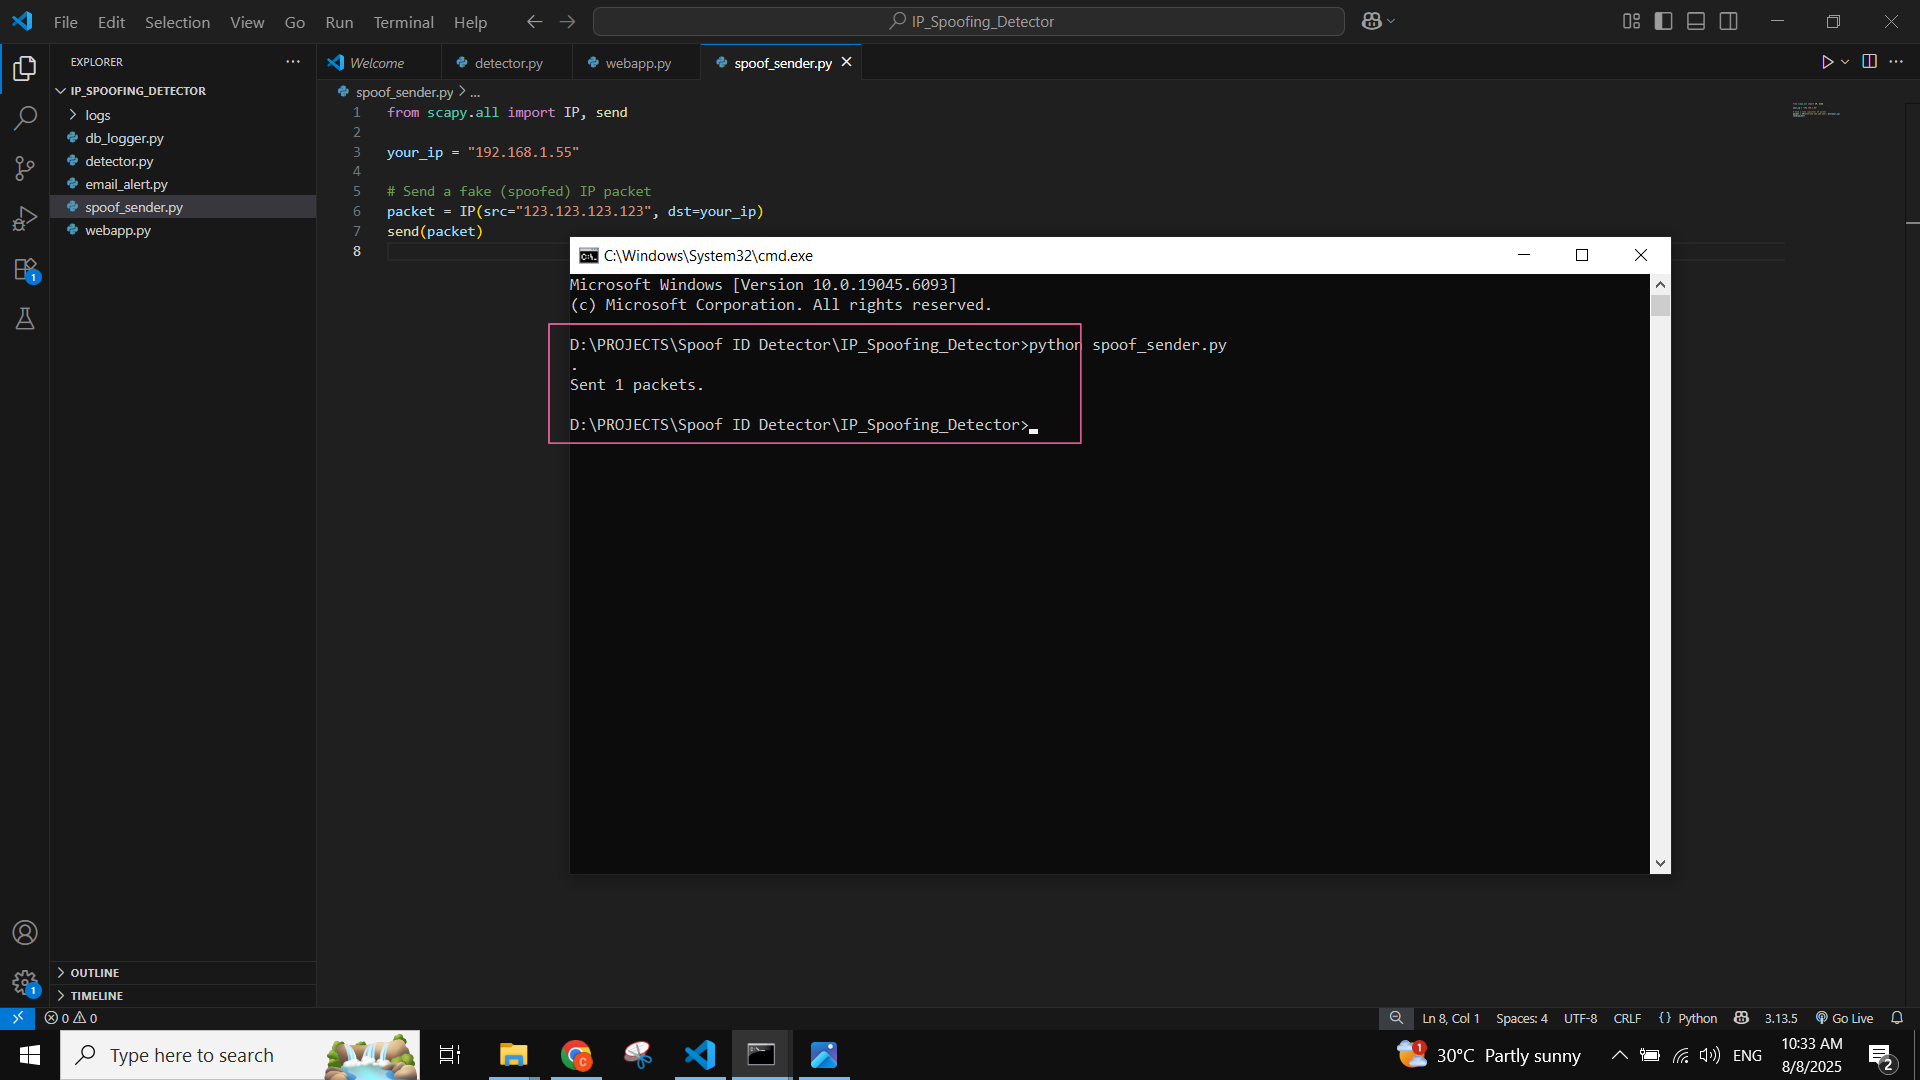 File Edit Selection View Go Run Terminal Help
IP_Spoofing_Detector
EXPLORER
IP_SPOOFING_DETECTOR
logs
db_logger.py
detector.py
email_alert.py
spoof_sender.py
webapp.py
OUTLINE
TIMELINE
Welcome detector.py webapp.py spoof_sender.py
spoof_sender.py > ...
1 from scapy.all import IP, send
2
3 your_ip = "192.168.1.55"
4
5 # Send a fake (spoofed) IP packet
6 packet = IP(src="123.123.123.123", dst=your_ip)
7 send(packet)
8
C:\Windows\System32\cmd.exe
Microsoft Windows [Version 10.0.19045.6093]
(c) Microsoft Corporation. All rights reserved.
D:\PROJECTS\Spoof ID Detector\IP_Spoofing_Detector>python spoof_sender.py
.
Sent 1 packets.
D:\PROJECTS\Spoof ID Detector\IP_Spoofing_Detector>
1
1
0 0
Ln 8, Col 1 Spaces: 4 UTF-8 CRLF {} Python 3.13.5 Go Live
Type here to search
1
30°C Partly sunny
ENG
10:33 AM
8/8/2025
2